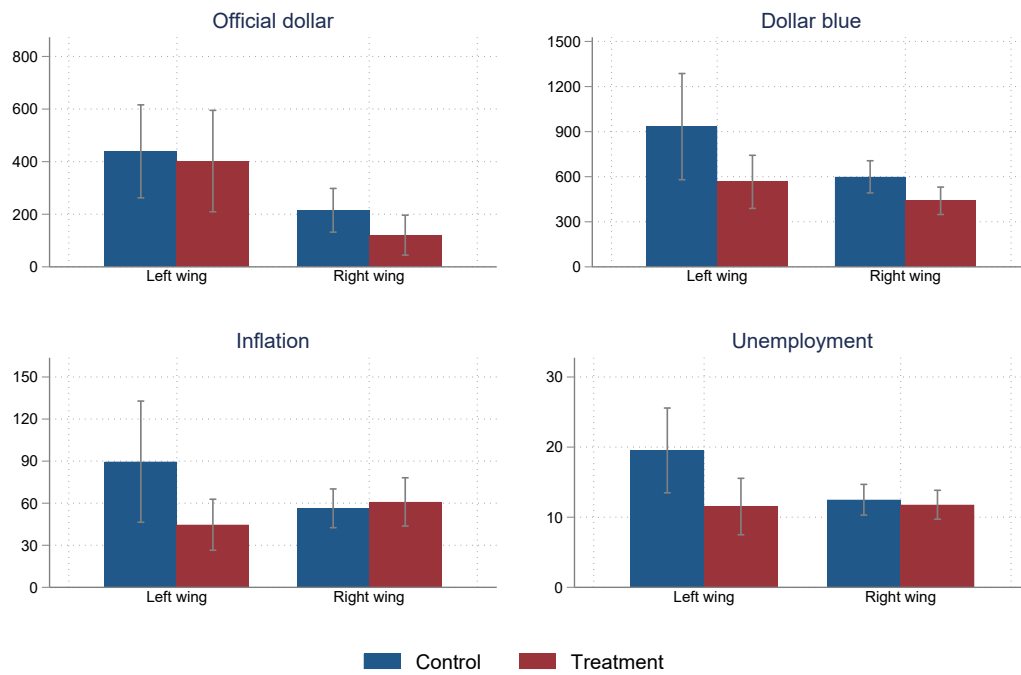 Official dollar
800
600
400
200
0
Left wing Right wing
Dollar blue
1500
1200
900
600
300
0
Left wing Right wing
Inflation
150
120
90
60
30
0
Left wing Right wing
Unemployment
30
20
10
0
Left wing Right wing
Control Treatment